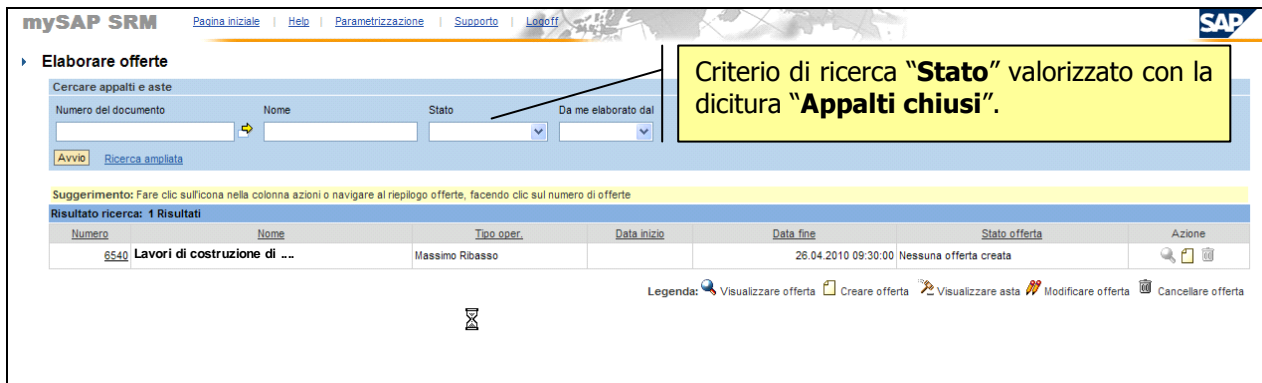 mySAP SRM Pagina iniziale | Help | Parametrizzazione | Supporto | Logoff SAP
Elaborare offerte
Cercare appalti e aste
Numero del documento Nome Stato Da me elaborato dal
Criterio di ricerca “Stato” valorizzato con la
dicitura “Appalti chiusi”.
Avvio Ricerca ampliata
Suggerimento: Fare clic sull'icona nella colonna azioni o navigare al riepilogo offerte, facendo clic sul numero di offerte
Risultato ricerca: 1 Risultati
Numero Nome Tipo oper. Data inizio Data fine Stato offerta Azione
6540 Lavori di costruzione di .... Massimo Ribasso 26.04.2010 09:30:00 Nessuna offerta creata
Legenda: Visualizzare offerta Creare offerta Visualizzare asta Modificare offerta Cancellare offerta